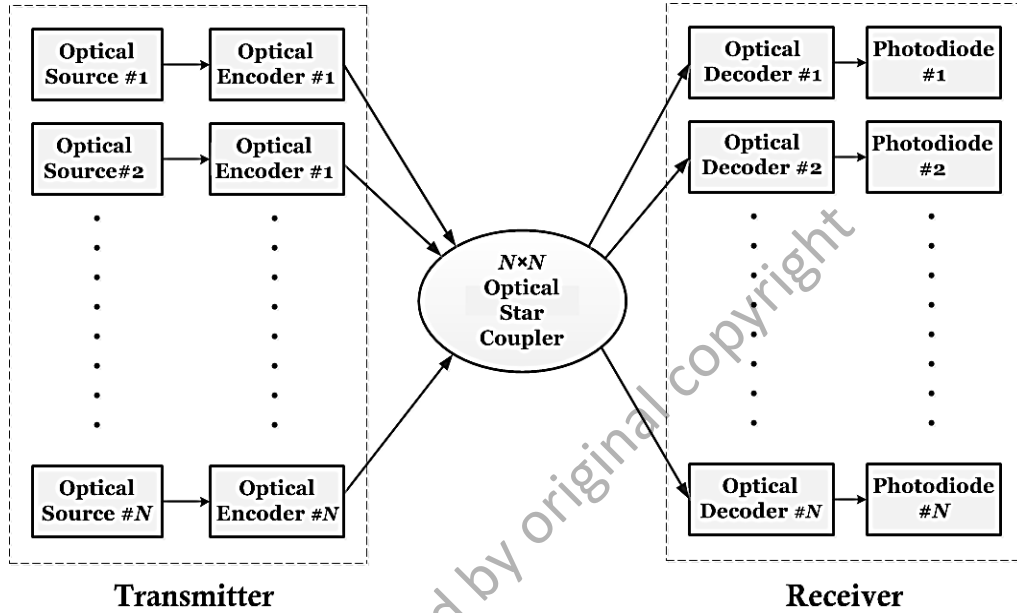 Optical
Source #1
Optical
Encoder #1
Optical
Source#2
Optical
Encoder #1
Optical
Source #N
Optical
Encoder #N
Transmitter
N×N
Optical
Star
Coupler
Optical
Decoder #1
Photodiode
#1
Optical
Decoder #2
Photodiode
#2
Optical
Decoder #N
Photodiode
#N
Receiver
d by original copyright